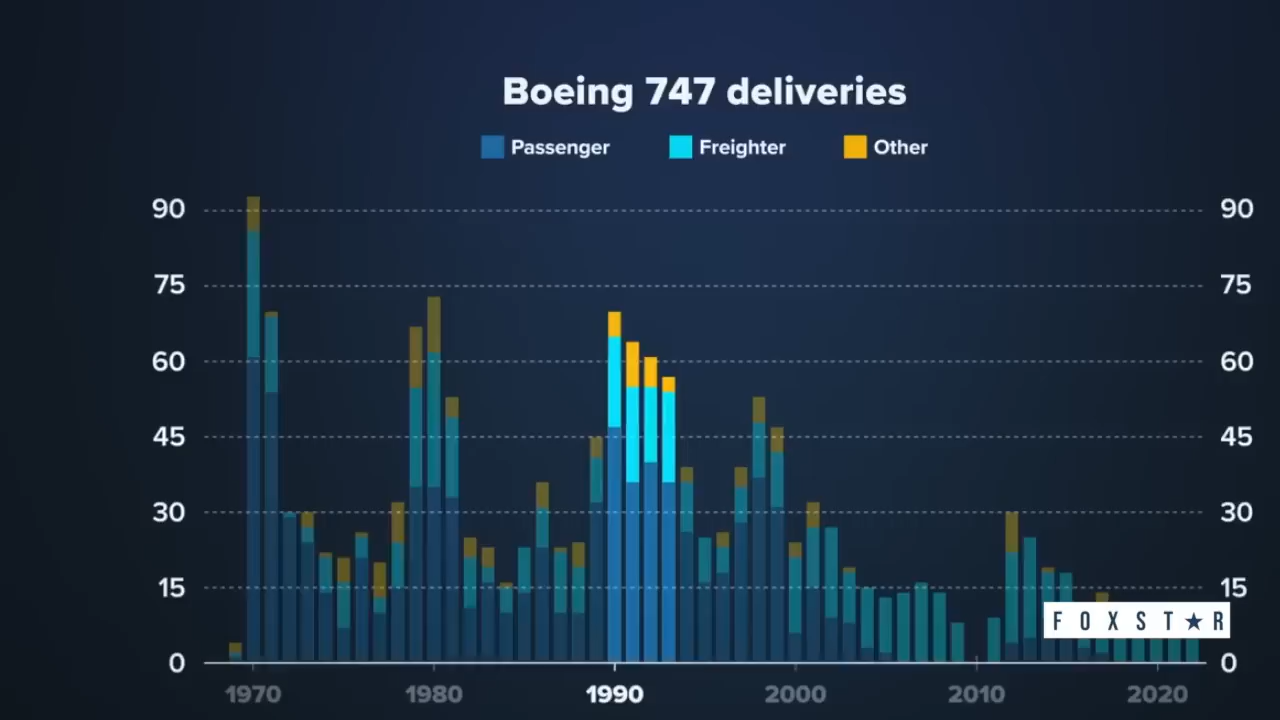 Boeing 747 deliveries
Passenger Freighter Other
90 90
75 75
60 60
45 45
30 30
15 15
FOXST★R
0 0
1970 1980 1990 2000 2010 2020